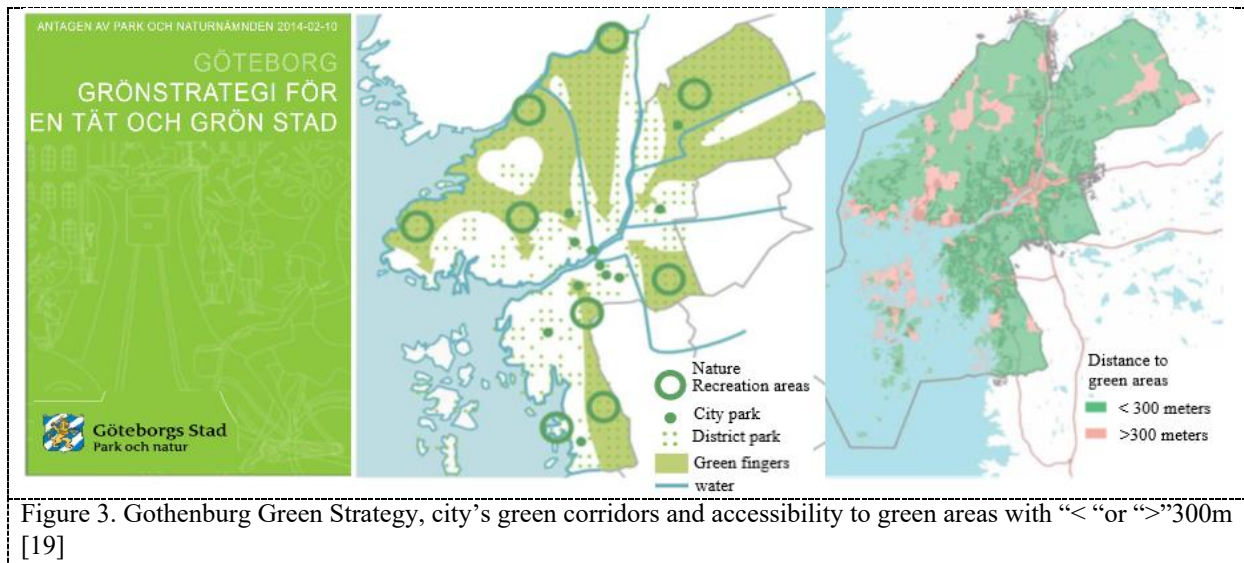 ANTAGEN AV PARK OCH NATURNÄMNDEN 2014-02-10
GÖTEBORG
GRÖNSTRATEGI FÖR
EN TÄT OCH GRÖN STAD
Göteborgs Stad
Park och natur
Nature
Recreation areas
City park
District park
Green fingers
water
Distance to
green areas
< 300 meters
>300 meters
Figure 3. Gothenburg Green Strategy, city’s green corridors and accessibility to green areas with “< “or “>”300m
[19]